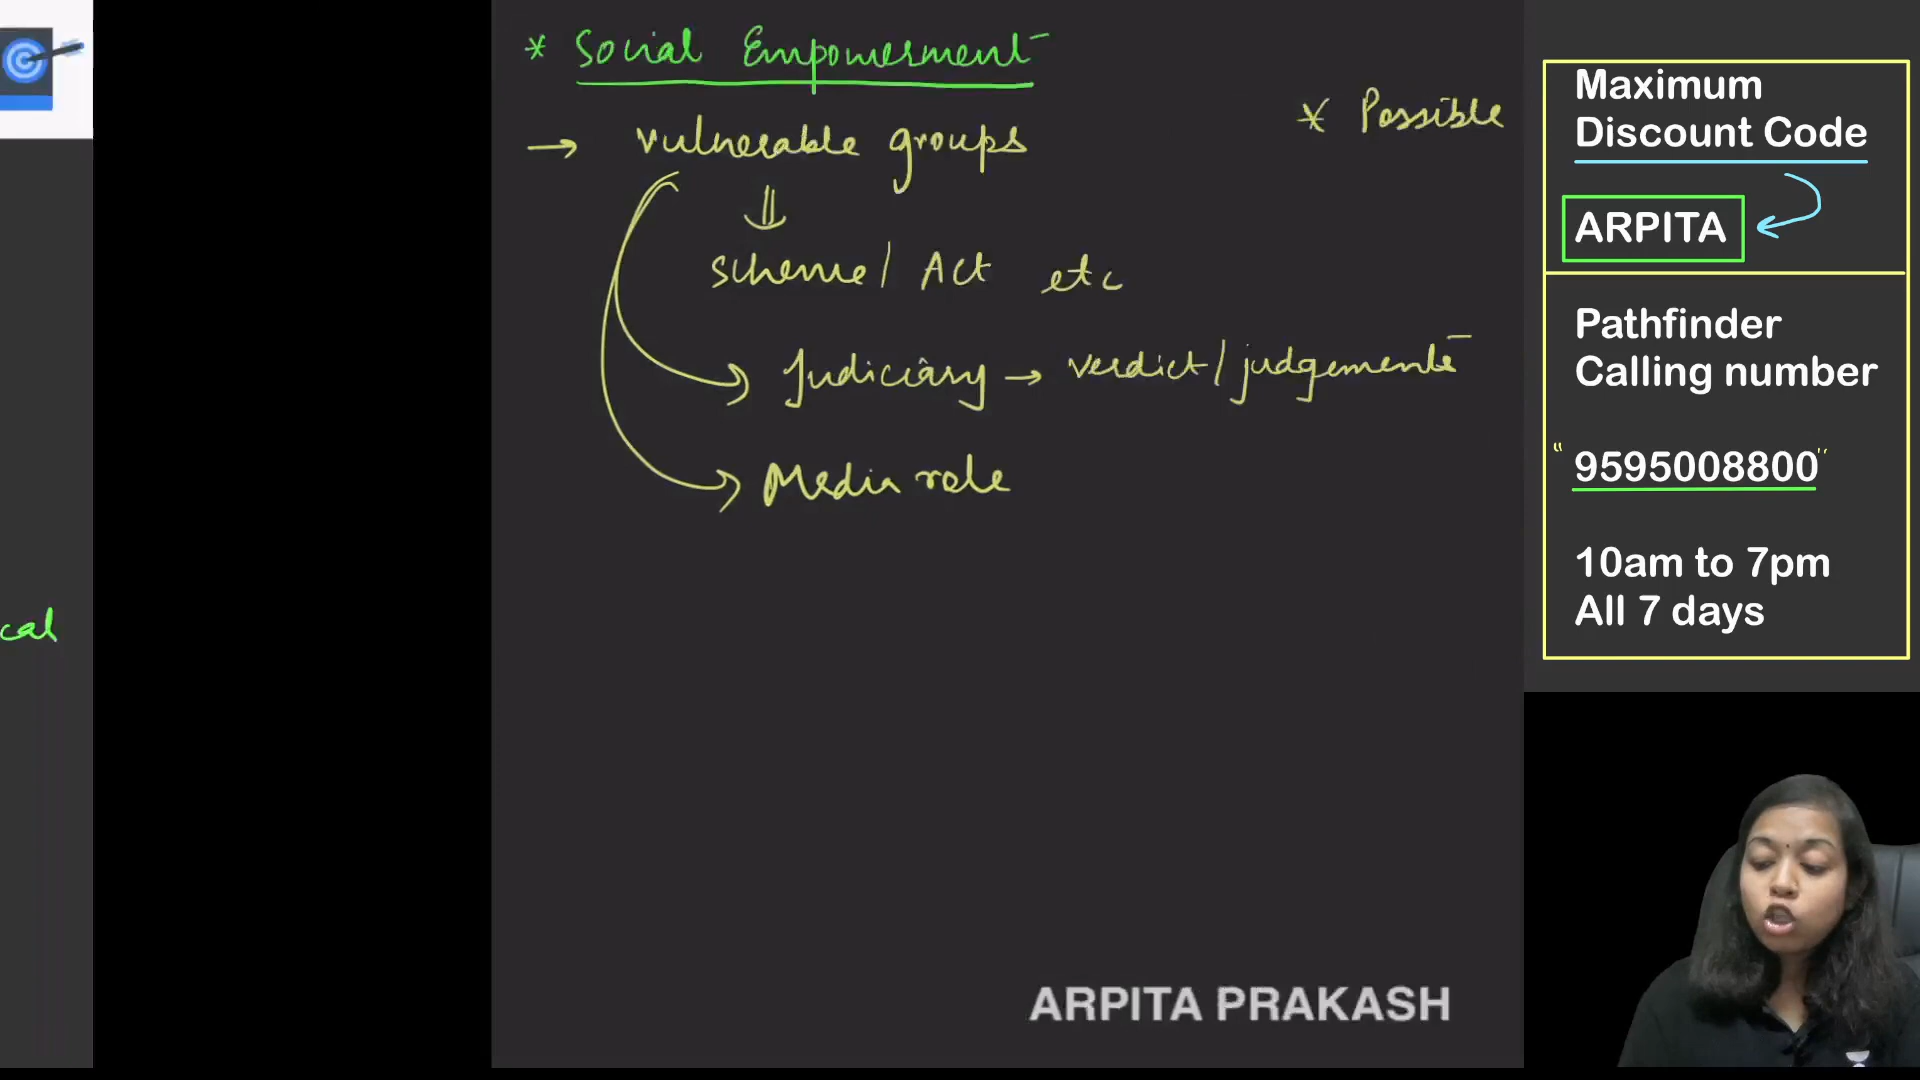 * Social Empowerment
* Possible
→ vulnerable groups
⇓
scheme/ Act etc
Judiciary → verdict/judgements
Media role
cal
ARPITA PRAKASH
Maximum
Discount Code
ARPITA
Pathfinder
Calling number
"9595008800"
10am to 7pm
All 7 days